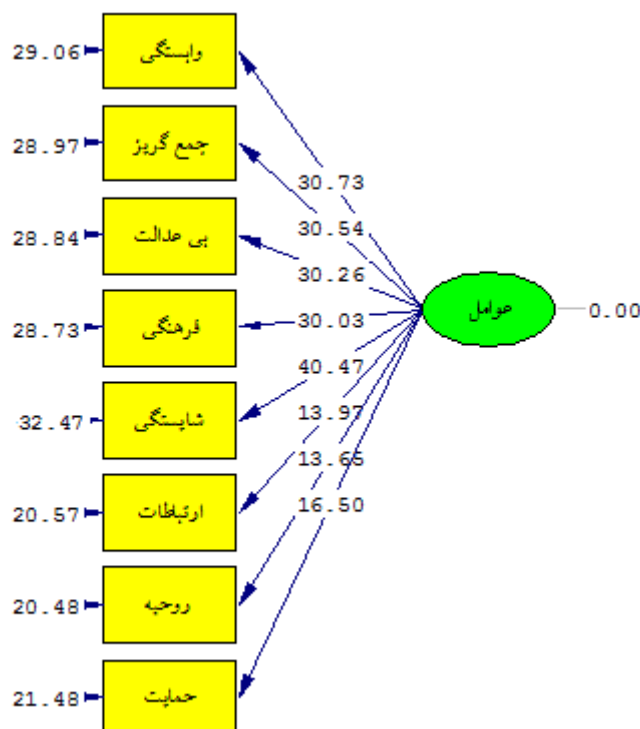 29.06
وابستگی
28.97
جمع گریز
30.73
28.84
بی عدالت
30.54
30.26
28.73
فرهنگی
30.03
عوامل
0.00
40.47
32.47
شایستگی
13.97
13.65
20.57
ارتباطات
16.50
20.48
روحیه
21.48
حمایت